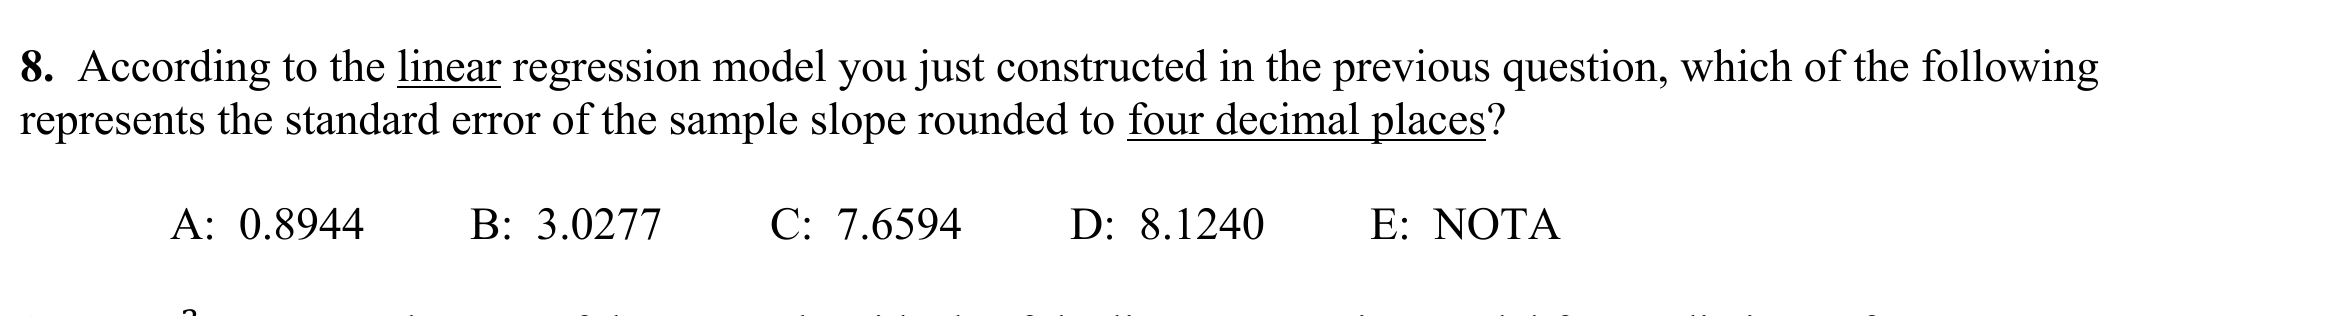 8. According to the linear regression model you just constructed in the previous question, which of the following
represents the standard error of the sample slope rounded to four decimal places?
A: 0.8944 B: 3.0277 C: 7.6594 D: 8.1240 E: NOTA